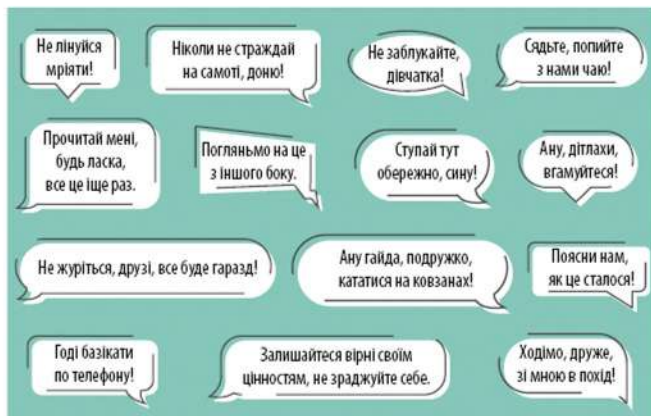 Не лінуйся
мріяти!
Ніколи не страждай
на самоті, доню!
Не заблукайте,
дівчатка!
Сядьте, попийте
з нами чаю!
Прочитай мені,
будь ласка,
все це іще раз.
Погляньмо на це
з іншого боку.
Ступай тут
обережно, сину!
Ану, дітлахи,
вгамуйтеся!
Не журіться, друзі, все буде гаразд!
Ану гайда, подружко,
кататися на ковзанах!
Поясни нам,
як це сталося!
Годі базікати
по телефону!
Залишайтеся вірні своїм
цінностям, не зраджуйте себе.
Ходімо, друже,
зі мною в похід!